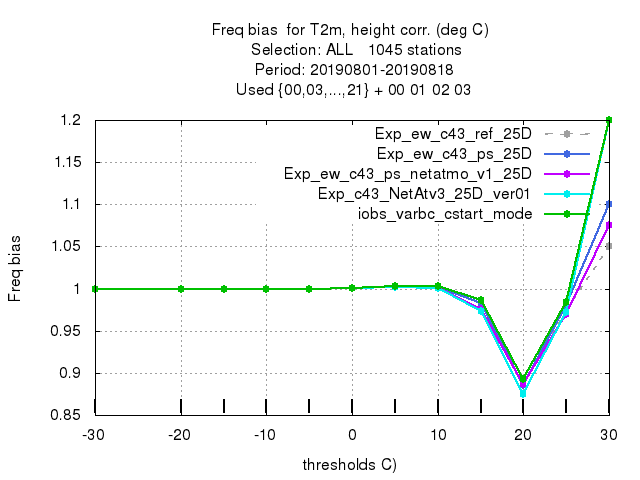 Freq bias  for T2m, height corr. (deg C)
Selection: ALL   1045 stations
Period: 20190801-20190818
Used {00,03,...,21} + 00 01 02 03
1.2
1.15
1.1
1.05
1
0.95
0.9
0.85
Freq bias
Exp_ew_c43_ref_25D
Exp_ew_c43_ps_25D
Exp_ew_c43_ps_netatmo_v1_25D
Exp_c43_NetAtv3_25D_ver01
iobs_varbc_cstart_mode
-30 -20 -10 0 10 20 30
thresholds C)